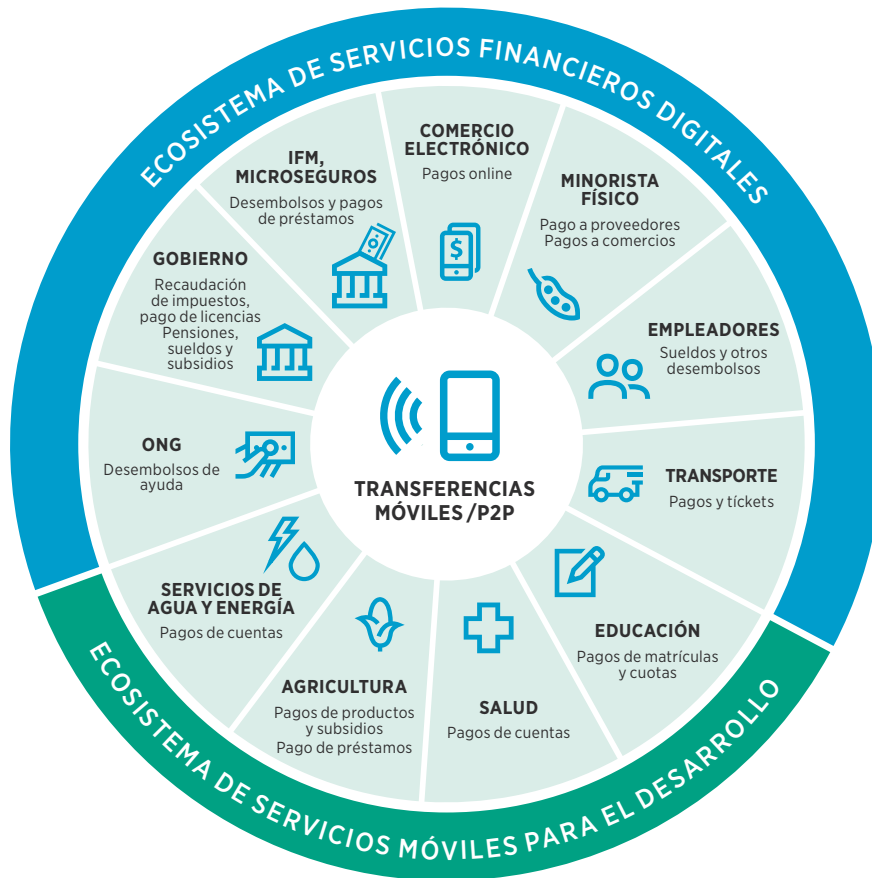 ECOSISTEMA DE SERVICIOS FINANCIEROS DIGITALES
COMERCIO
ELECTRÓNICO
Pagos online
MINORISTA
FÍSICO
Pago a proveedores
Pagos a comercios
EMPLEADORES
Sueldos y otros
desembolsos
TRANSPORTE
Pagos y tíckets
EDUCACIÓN
Pagos de matrículas
y cuotas
SALUD
Pagos de cuentas
AGRICULTURA
Pagos de productos
y subsidios
Pago de préstamos
SERVICIOS DE
AGUA Y ENERGÍA
Pagos de cuentas
ONG
Desembolsos de
ayuda
GOBIERNO
Recaudación
de impuestos,
pago de licencias
Pensiones,
sueldos y
subsidios
IFM,
MICROSEGUROS
Desembolsos y pagos
de préstamos
$
TRANSFERENCIAS
MÓVILES/P2P
ECOSISTEMA DE SERVICIOS MÓVILES PARA EL DESARROLLO